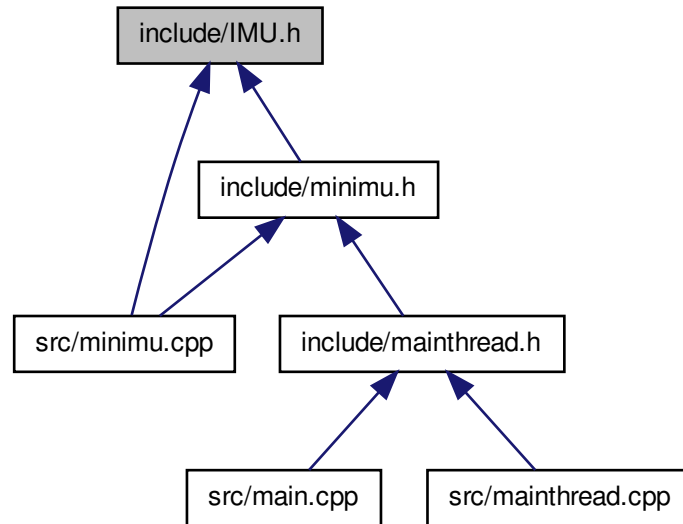 include/IMU.h
include/minimu.h
src/minimu.cpp
include/mainthread.h
src/main.cpp
src/mainthread.cpp